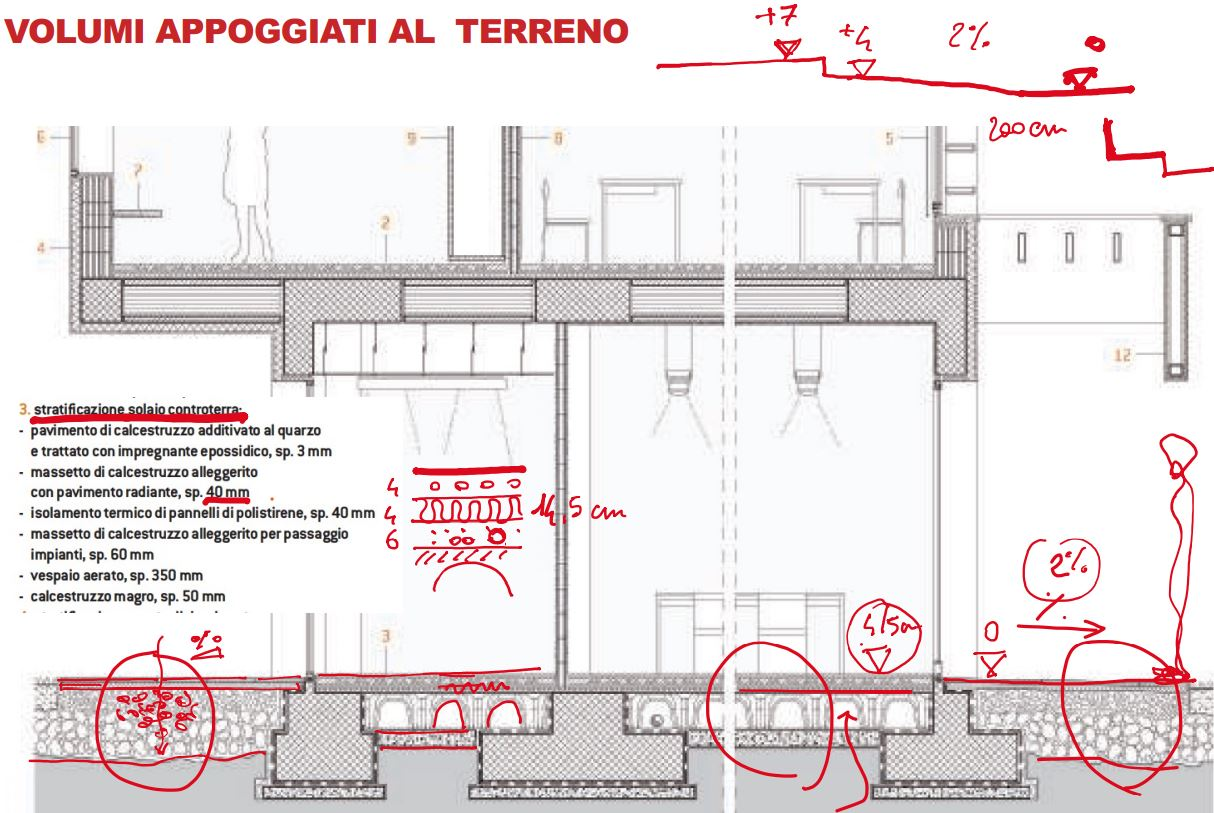 VOLUMI APPOGGIATI AL TERRENO
+7
+4
2%
0
200 cm
6
9
8
5
7
2
4
12
3. stratificazione solaio controterra:
- pavimento di calcestruzzo additivato al quarzo
e trattato con impregnante epossidico, sp. 3 mm
- massetto di calcestruzzo alleggerito
con pavimento radiante, sp. 40 mm
- isolamento termico di pannelli di polistirene, sp. 40 mm
- massetto di calcestruzzo alleggerito per passaggio
impianti, sp. 60 mm
- vespaio aerato, sp. 350 mm
- calcestruzzo magro, sp. 50 mm
4
4
6
14,5 cm
2%
3
4/5cm
0
%